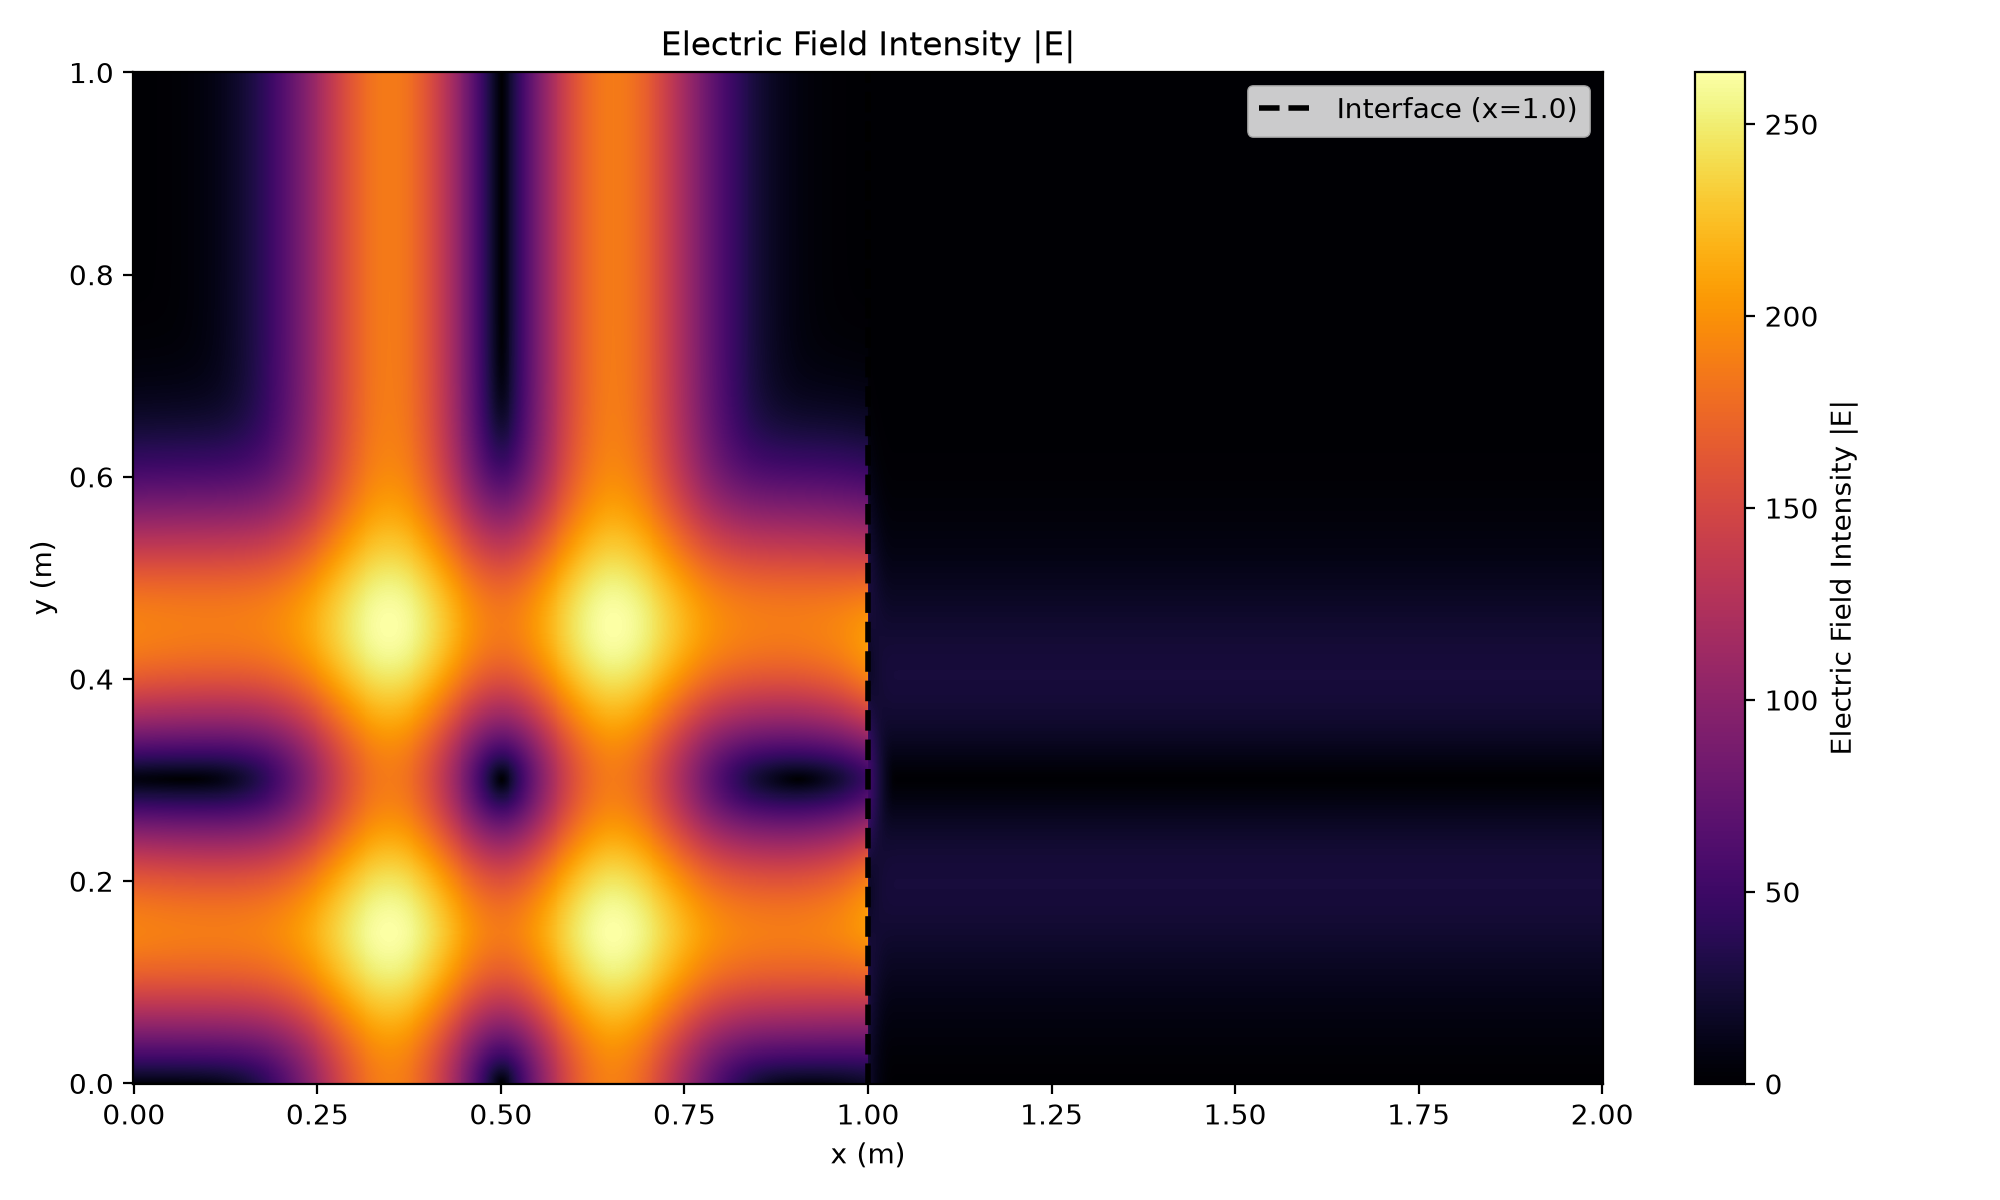 Electric Field Intensity |E|
Interface (x=1.0)
1.0
0.8
0.6
0.4
0.2
0.0
y (m)
0.00 0.25 0.50 0.75 1.00 1.25 1.50 1.75 2.00
x (m)
250
200
150
100
50
0
Electric Field Intensity |E|